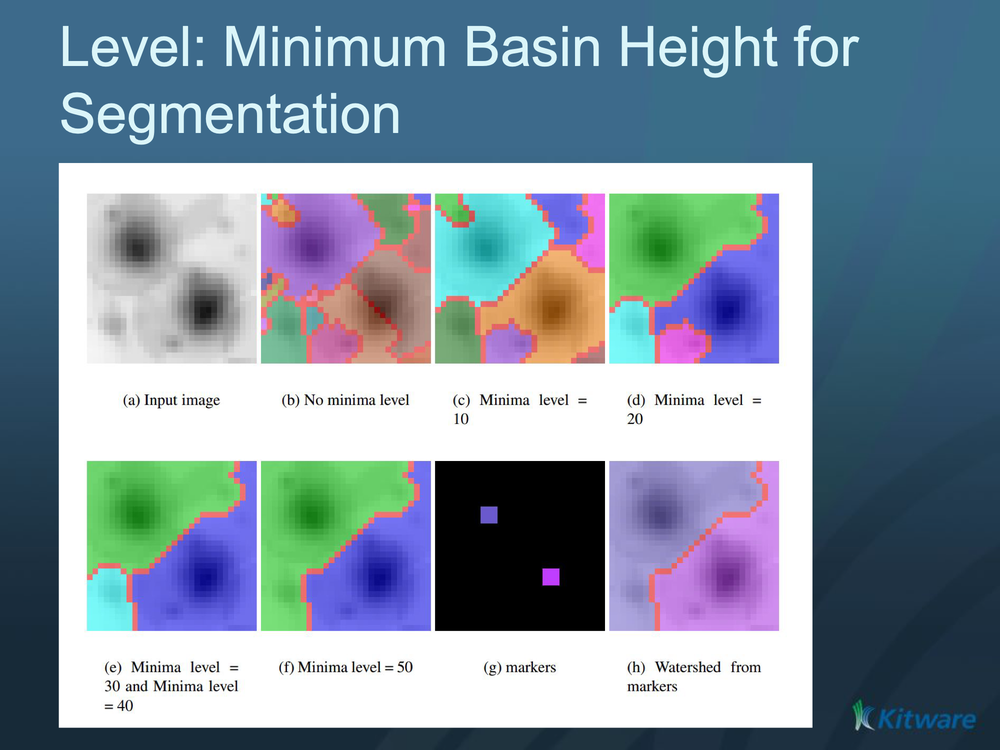 Level: Minimum Basin Height for
Segmentation
(a) Input image
(b) No minima level
(c) Minima level =
10
(d) Minima level =
20
(e) Minima level =
30 and Minima level
= 40
(f) Minima level = 50
(g) markers
(h) Watershed from
markers
Kitware